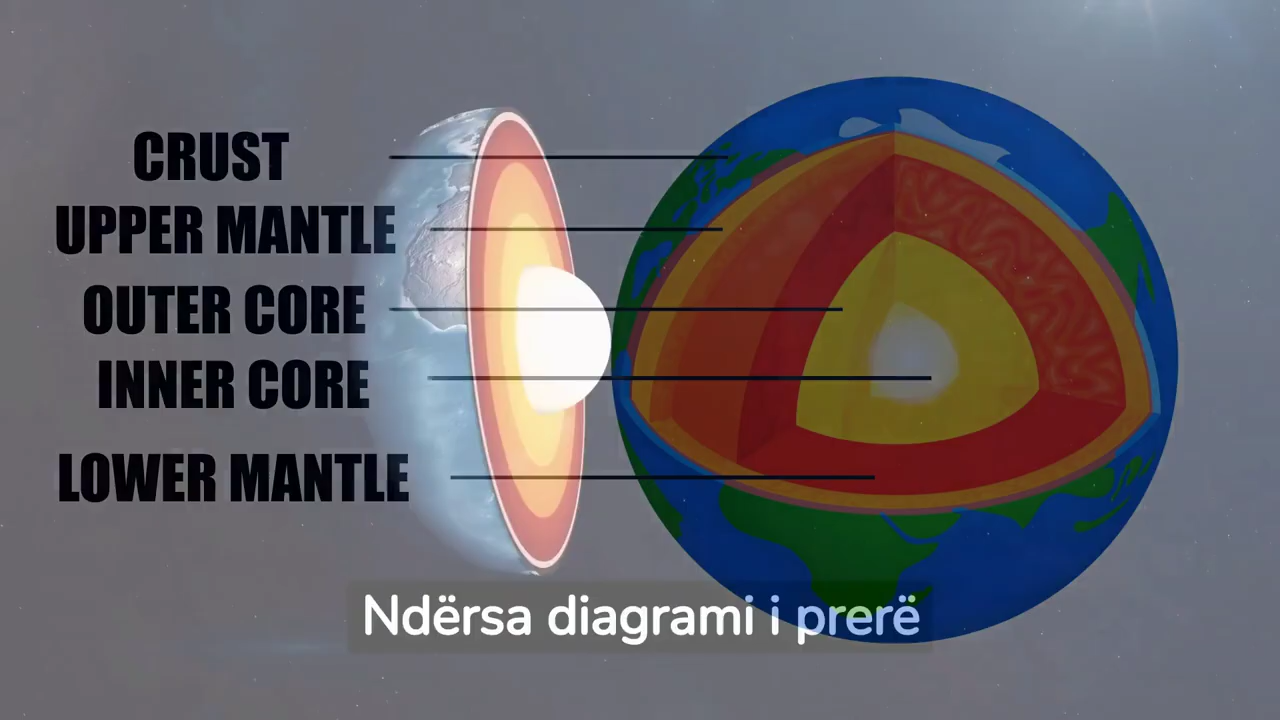 CRUST
UPPER MANTLE
OUTER CORE
INNER CORE
LOWER MANTLE
Ndërsa diagrami i prerë